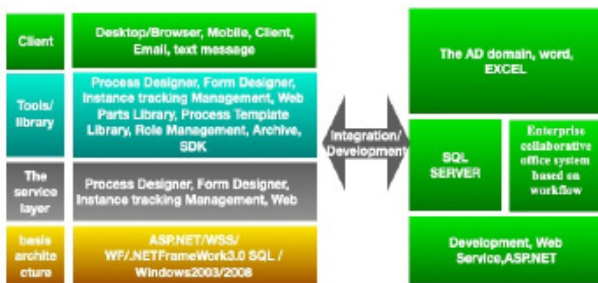 Client
Desktop/Browser, Mobile, Client,
Email, text message
Tools/
library
Process Designer, Form Designer,
Instance tracking Management, Web
Parts Library, Process Template
Library, Role Management, Archive,
SDK
The
service
layer
Process Designer, Form Designer,
Instance tracking Management, Web
basis
archite
cture
ASP.NET/WSS/
WF/.NETFrameWork3.0 SQL /
Windows2003/2008
Integration/
Development
The AD domain, word,
EXCEL
SQL
SERVER
Enterprise
collaborative
office system
based on
workflow
Development, Web
Service,ASP.NET